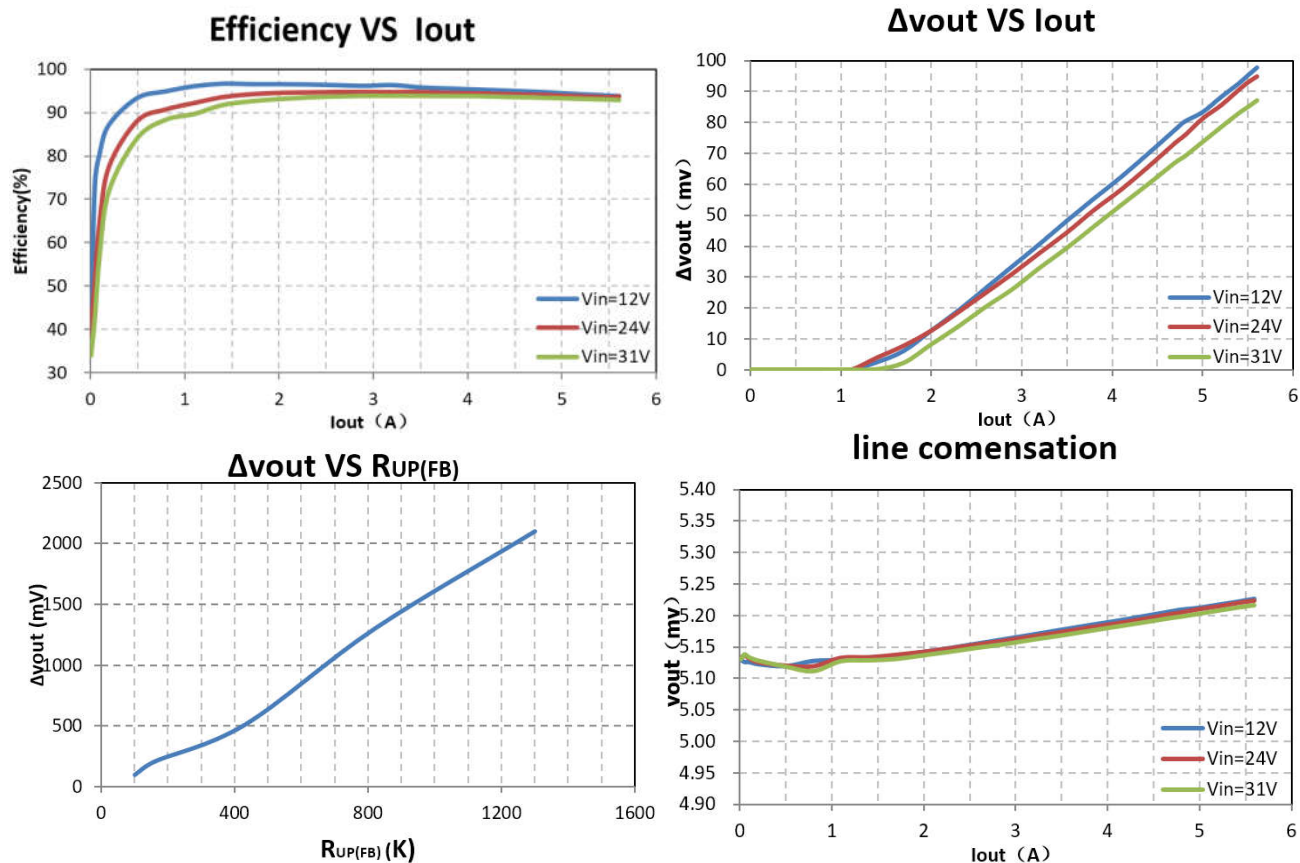 Efficiency VS Iout
Efficiency(%)
100
90
80
70
60
50
40
30
0 1 2 3 4 5 6
Iout（A）
Vin=12V
Vin=24V
Vin=31V
Δvout VS Iout
Δvout（mv）
100
90
80
70
60
50
40
30
20
10
0
0 1 2 3 4 5 6
Iout（A）
Vin=12V
Vin=24V
Vin=31V
Δvout VS RUP(FB)
Δvout (mV)
2500
2000
1500
1000
500
0
0 400 800 1200 1600
RUP(FB) (K)
line comensation
vout（mv）
5.40
5.35
5.30
5.25
5.20
5.15
5.10
5.05
5.00
4.95
4.90
0 1 2 3 4 5 6
Iout（A）
Vin=12V
Vin=24V
Vin=31V